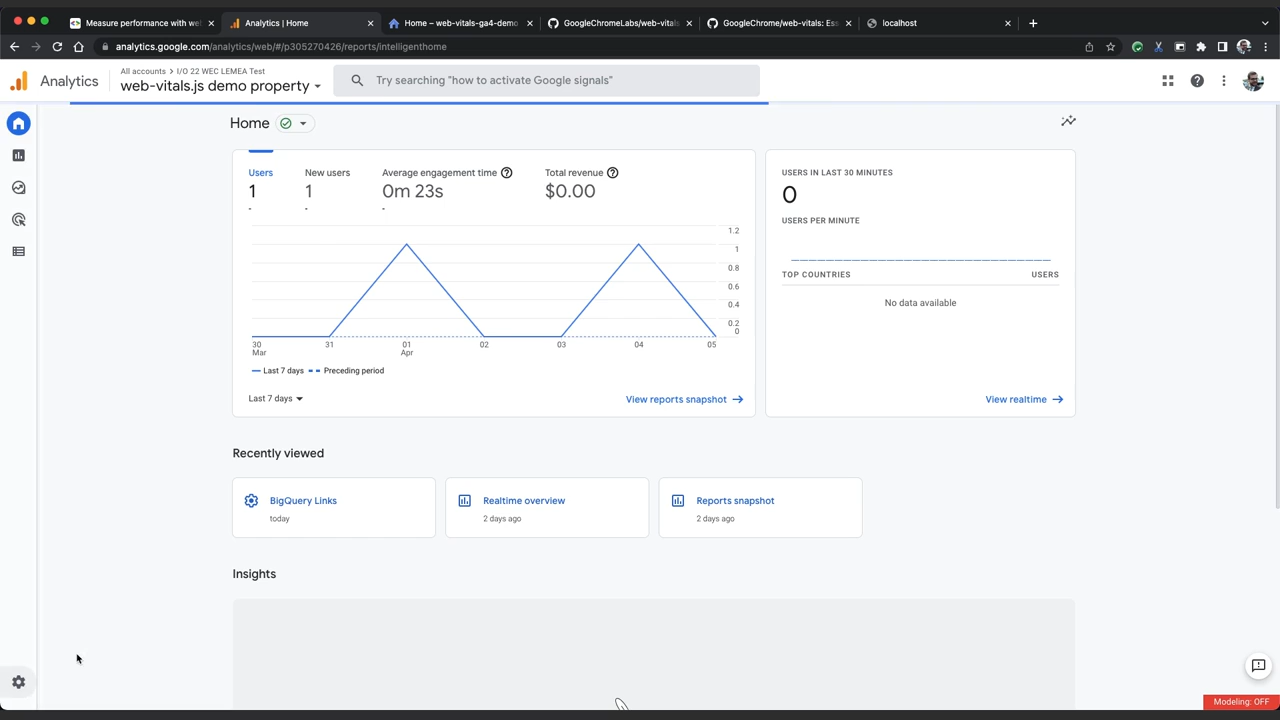 Measure performance with we
Analytics | Home
Home – web-vitals-ga4-demo
GoogleChromeLabs/web-vitals
GoogleChrome/web-vitals: Ess
localhost
analytics.google.com/analytics/web/#/p305270426/reports/intelligenthome
Analytics
All accounts > I/O 22 WEC LEMEA Test
web-vitals.js demo property
Try searching "how to activate Google signals"
Home
Users
New users
Average engagement time
Total revenue
1
1
0m 23s
$0.00
-
-
-
1.2
1
0.8
0.6
0.4
0.2
0
30
Mar
31
01
Apr
02
03
04
05
Last 7 days
Preceding period
Last 7 days
View reports snapshot
USERS IN LAST 30 MINUTES
0
USERS PER MINUTE
TOP COUNTRIES
USERS
No data available
View realtime
Recently viewed
BigQuery Links
today
Realtime overview
2 days ago
Reports snapshot
2 days ago
Insights
Modeling: OFF